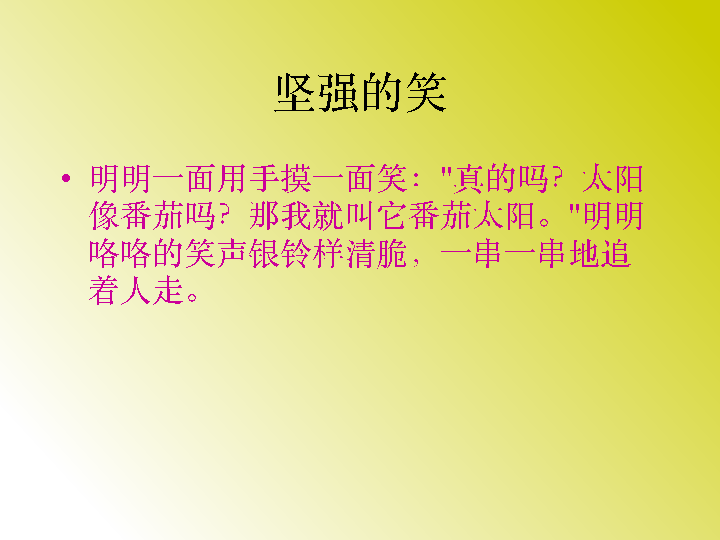 坚强的笑
• 明明一面用手摸一面笑："真的吗？太阳
像番茄吗？那我就叫它番茄太阳。"明明
咯咯的笑声银铃样清脆，一串一串地追
着人走。